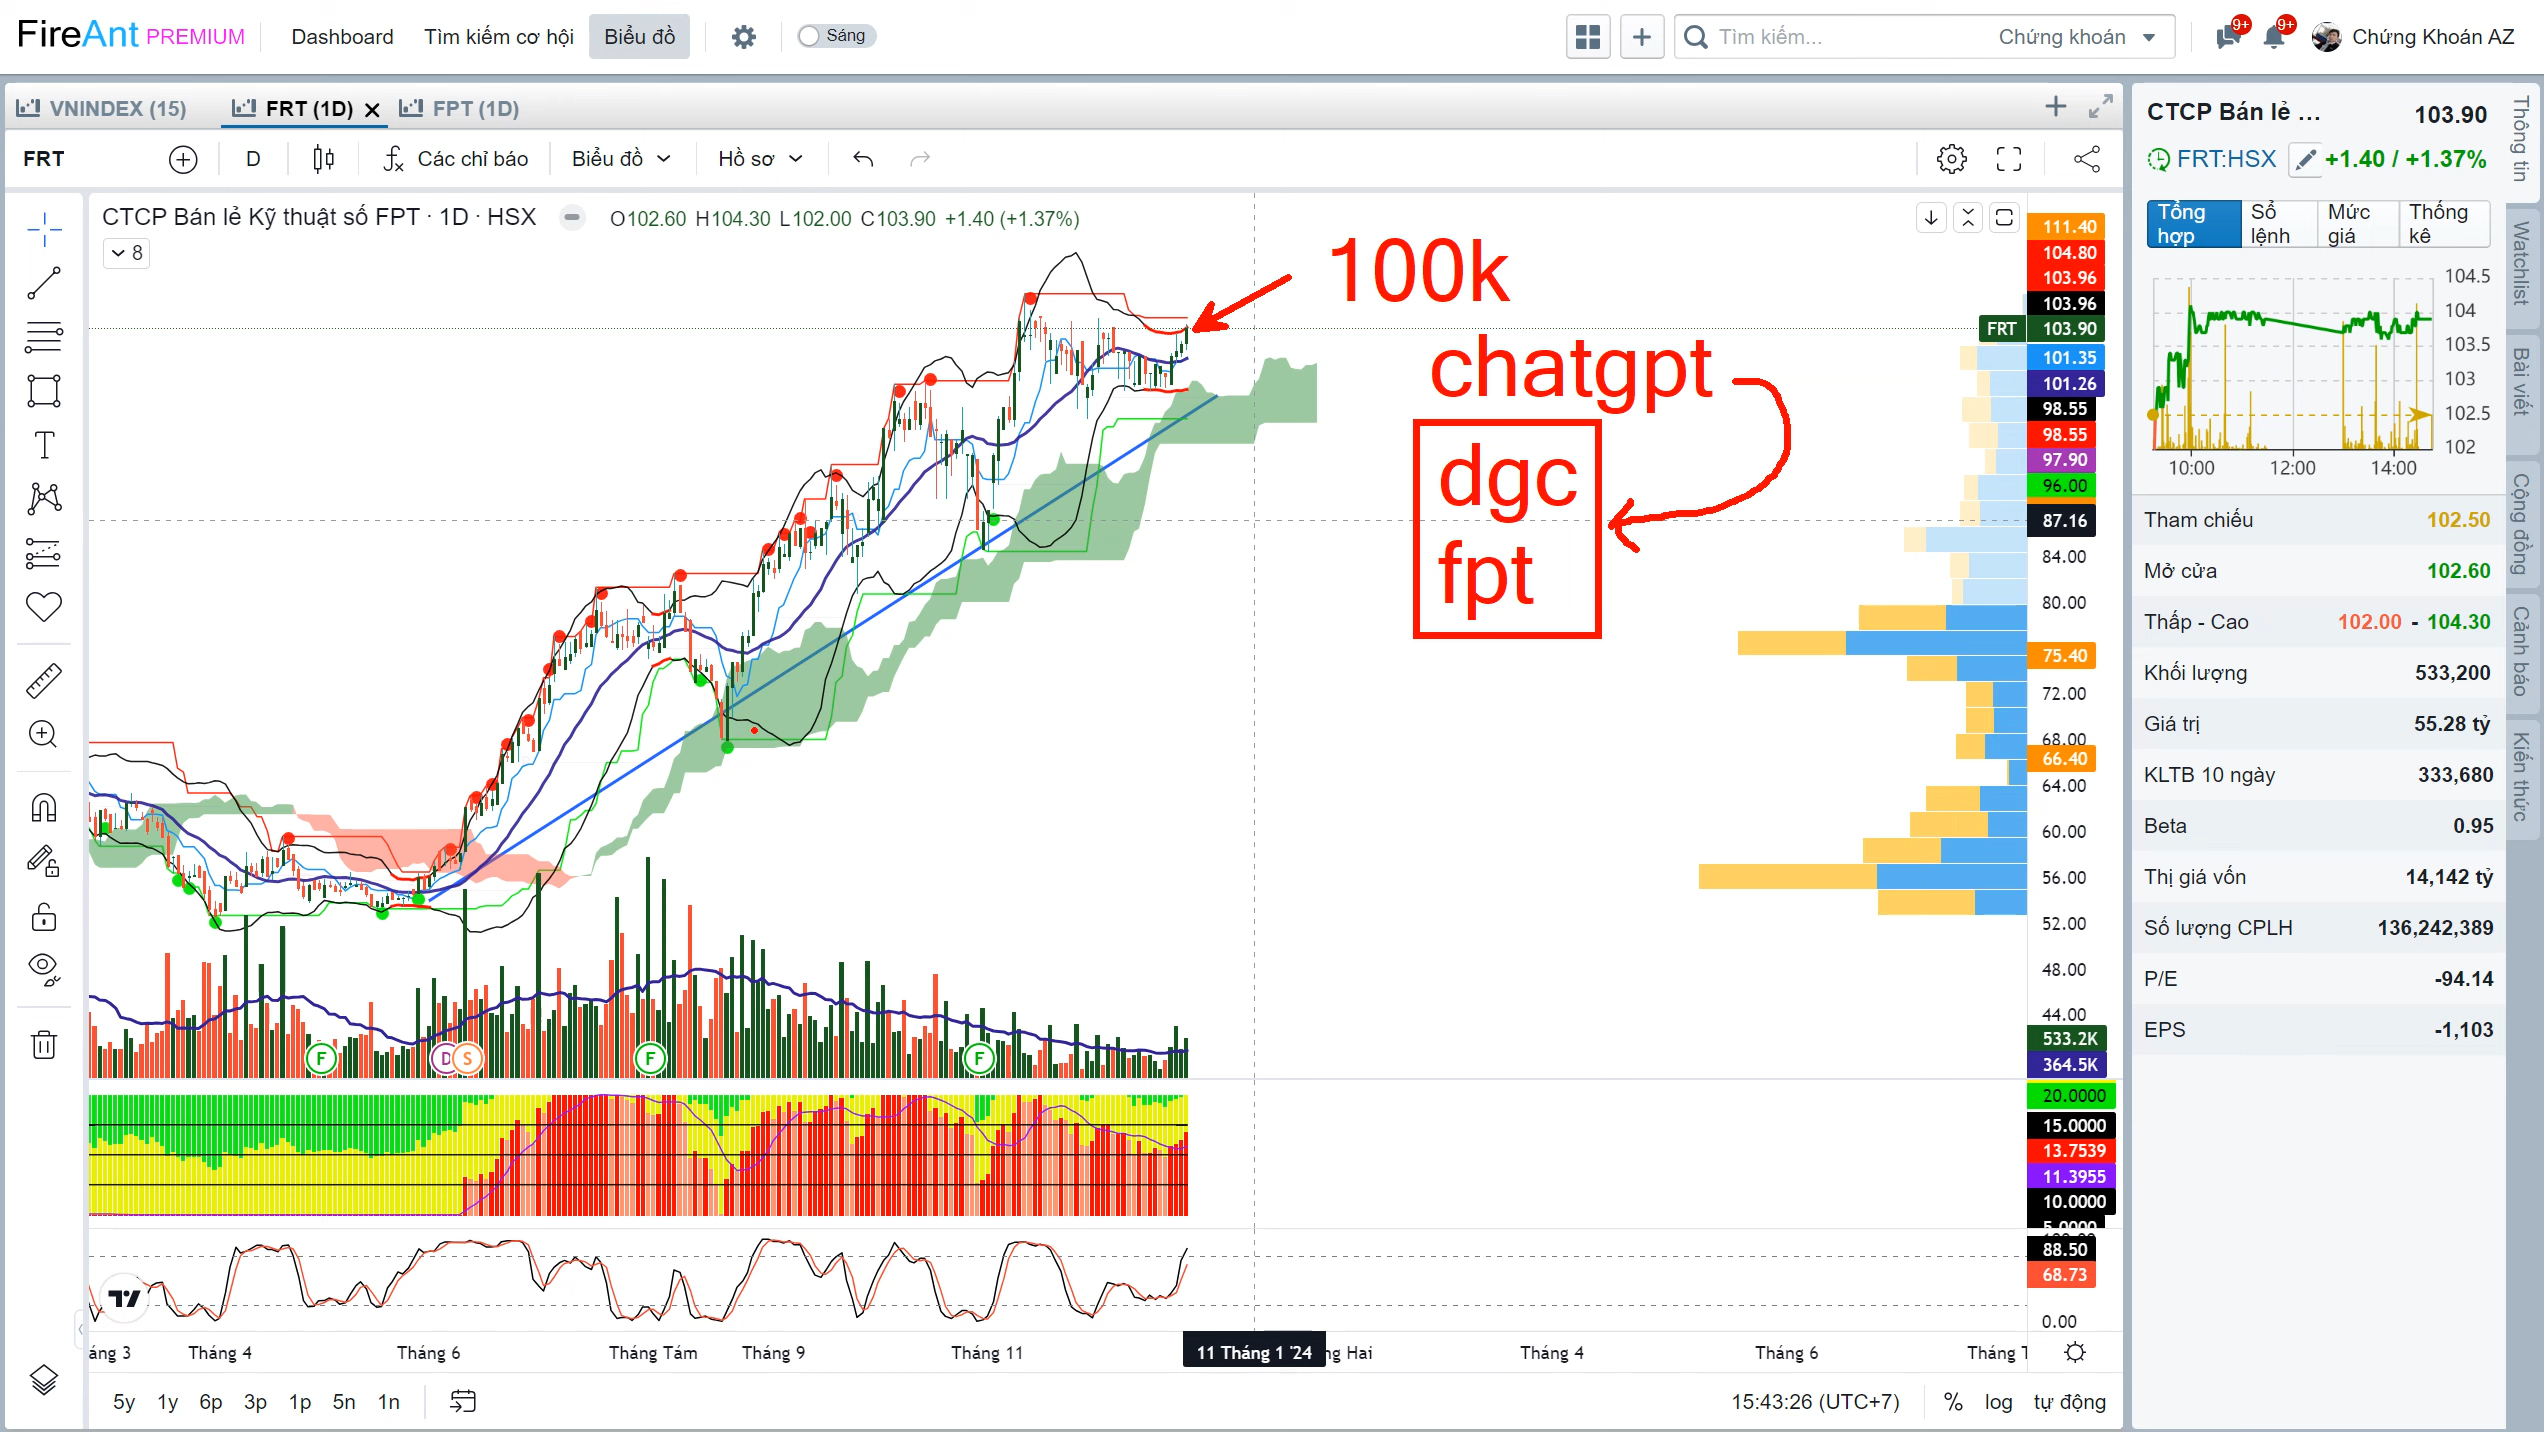 FireAnt PREMIUM Dashboard Tìm kiếm cơ hội Biểu đồ Sáng Tìm kiếm... Chứng khoán 9+ 9+ Chứng Khoán AZ
VNINDEX (15) FRT (1D) FPT (1D)
FRT D Các chỉ báo Biểu đồ Hồ sơ
CTCP Bán lẻ Kỹ thuật số FPT · 1D · HSX O102.60 H104.30 L102.00 C103.90 +1.40 (+1.37%)
8
100k
chatgpt
dgc
fpt
111.40
104.80
103.96
103.96
FRT 103.90
101.35
101.26
98.55
98.55
97.90
96.00
87.16
84.00
80.00
75.40
72.00
68.00
66.40
64.00
60.00
56.00
52.00
48.00
44.00
533.2K
364.5K
F D S F F
20.0000
15.0000
13.7539
11.3955
10.0000
5.0000
88.50
68.73
0.00
áng 3 Tháng 4 Tháng 6 Tháng Tám Tháng 9 Tháng 11 11 Tháng 1 '24 ng Hai Tháng 4 Tháng 6 Tháng
5y 1y 6p 3p 1p 5n 1n 15:43:26 (UTC+7) % log tự động
CTCP Bán lẻ ... 103.90
FRT:HSX +1.40 / +1.37%
Tổng hợp Sổ lệnh Mức giá Thống kê
104.5
104
103.5
103
102.5
102
10:00 12:00 14:00
Tham chiếu 102.50
Mở cửa 102.60
Thấp - Cao 102.00 - 104.30
Khối lượng 533,200
Giá trị 55.28 tỷ
KLTB 10 ngày 333,680
Beta 0.95
Thị giá vốn 14,142 tỷ
Số lượng CPLH 136,242,389
P/E -94.14
EPS -1,103
Thông tin
Watchlist
Bài viết
Cộng đồng
Cảnh báo
Kiến thức